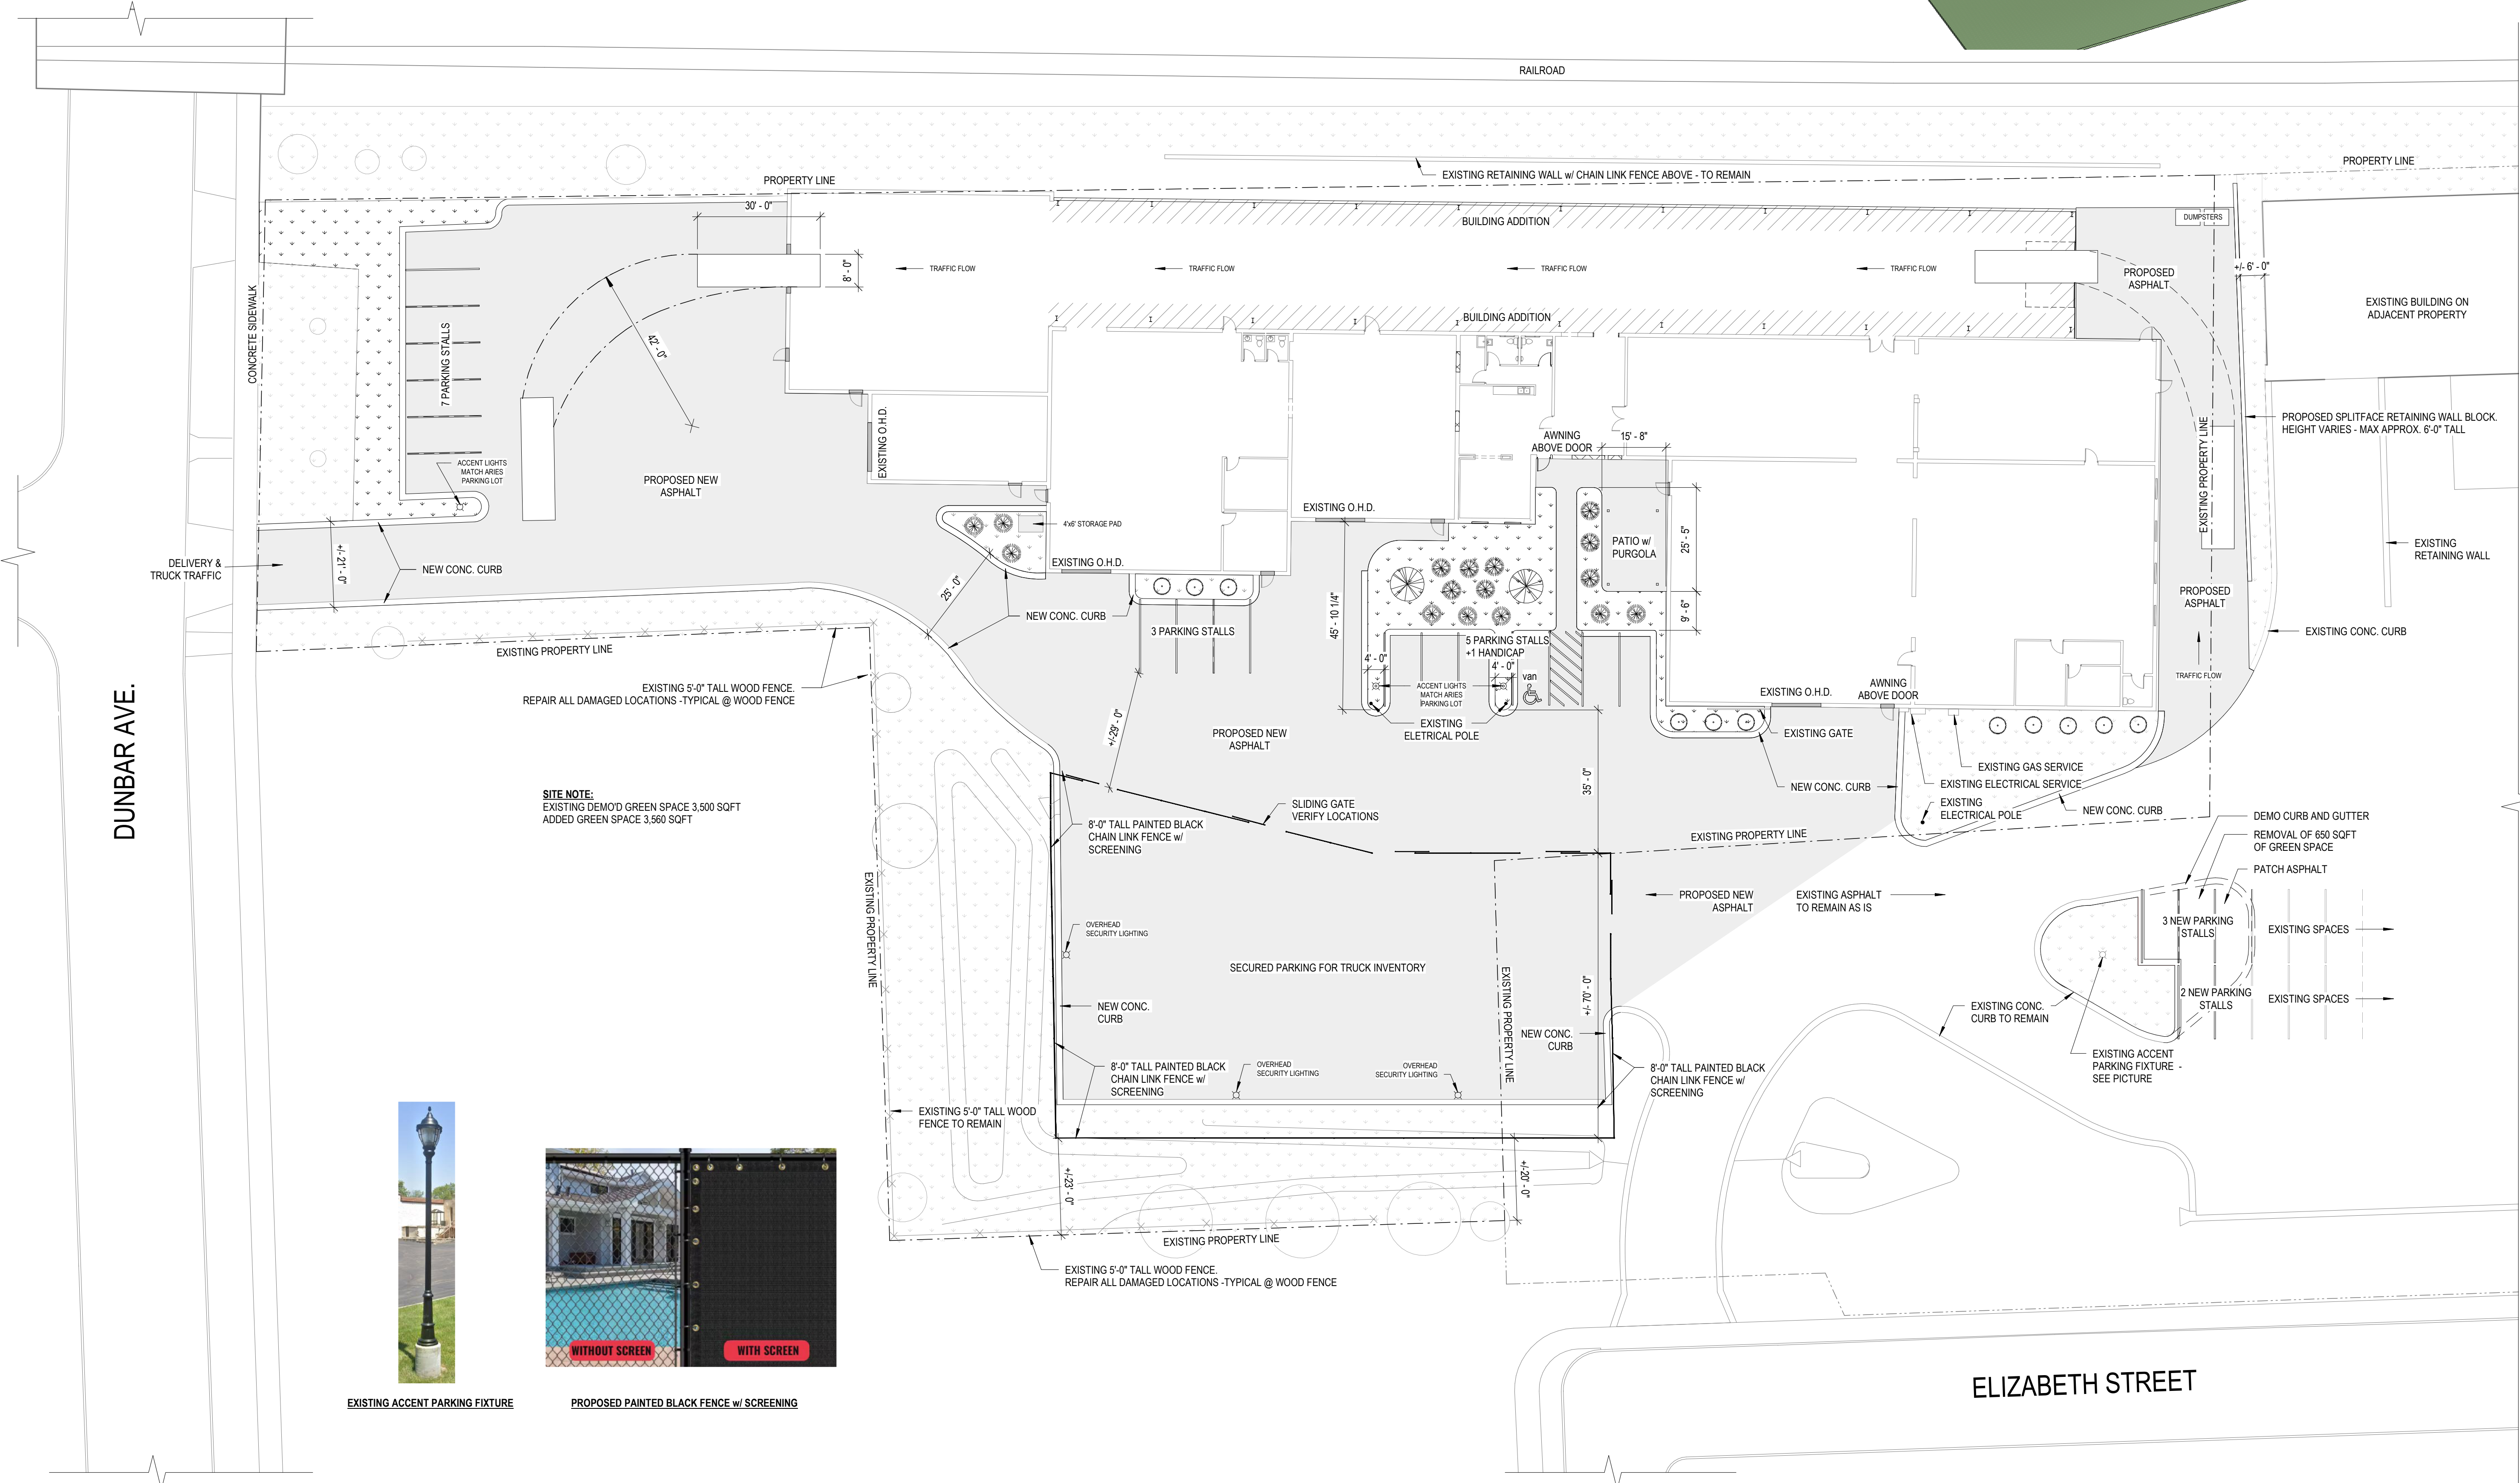 RAILROAD
PROPERTY LINE
EXISTING RETAINING WALL w/ CHAIN LINK FENCE ABOVE - TO REMAIN
PROPERTY LINE
30' - 0"
BUILDING ADDITION
DUMPSTERS
8' - 0"
TRAFFIC FLOW
TRAFFIC FLOW
TRAFFIC FLOW
TRAFFIC FLOW
PROPOSED
ASPHALT
+/- 6' - 0"
EXISTING BUILDING ON
ADJACENT PROPERTY
CONCRETE SIDEWALK
7 PARKING STALLS
42' - 0"
BUILDING ADDITION
EXISTING O.H.D.
AWNING
ABOVE DOOR
15' - 8"
EXISTING PROPERTY LINE
PROPOSED SPLITFACE RETAINING WALL BLOCK.
HEIGHT VARIES - MAX APPROX. 6'-0" TALL
ACCENT LIGHTS
MATCH ARIES
PARKING LOT
PROPOSED NEW
ASPHALT
4'x6' STORAGE PAD
EXISTING O.H.D.
PATIO w/
PURGOLA
25' - 5"
EXISTING
RETAINING WALL
DELIVERY &
TRUCK TRAFFIC
+/- 21' - 0"
NEW CONC. CURB
EXISTING O.H.D.
25' - 0"
NEW CONC. CURB
3 PARKING STALLS
45' - 10 1/4"
9' - 6"
PROPOSED
ASPHALT
EXISTING CONC. CURB
5 PARKING STALLS
+1 HANDICAP
4' - 0"
4' - 0"
van
TRAFFIC FLOW
EXISTING PROPERTY LINE
EXISTING 5'-0" TALL WOOD FENCE.
REPAIR ALL DAMAGED LOCATIONS -TYPICAL @ WOOD FENCE
ACCENT LIGHTS
MATCH ARIES
PARKING LOT
EXISTING
ELETRICAL POLE
EXISTING O.H.D.
AWNING
ABOVE DOOR
DUNBAR AVE.
+/-29' - 0"
PROPOSED NEW
ASPHALT
EXISTING GATE
EXISTING GAS SERVICE
EXISTING ELECTRICAL SERVICE
NEW CONC. CURB
35' - 0"
EXISTING
ELECTRICAL POLE
NEW CONC. CURB
SITE NOTE:
EXISTING DEMO'D GREEN SPACE 3,500 SQFT
ADDED GREEN SPACE 3,560 SQFT
SLIDING GATE
VERIFY LOCATIONS
8'-0" TALL PAINTED BLACK
CHAIN LINK FENCE w/
SCREENING
EXISTING PROPERTY LINE
DEMO CURB AND GUTTER
REMOVAL OF 650 SQFT
OF GREEN SPACE
PATCH ASPHALT
EXISTING PROPERTY LINE
PROPOSED NEW
ASPHALT
EXISTING ASPHALT
TO REMAIN AS IS
3 NEW PARKING
STALLS
EXISTING SPACES
OVERHEAD
SECURITY LIGHTING
SECURED PARKING FOR TRUCK INVENTORY
EXISTING PROPERTY LINE
+/- 70' - 0"
2 NEW PARKING
STALLS
EXISTING SPACES
NEW CONC.
CURB
NEW CONC.
CURB
EXISTING CONC.
CURB TO REMAIN
8'-0" TALL PAINTED BLACK
CHAIN LINK FENCE w/
SCREENING
OVERHEAD
SECURITY LIGHTING
OVERHEAD
SECURITY LIGHTING
8'-0" TALL PAINTED BLACK
CHAIN LINK FENCE w/
SCREENING
EXISTING ACCENT
PARKING FIXTURE -
SEE PICTURE
EXISTING 5'-0" TALL WOOD
FENCE TO REMAIN
+/-23' - 0"
+/-20' - 0"
EXISTING PROPERTY LINE
EXISTING 5'-0" TALL WOOD FENCE.
REPAIR ALL DAMAGED LOCATIONS -TYPICAL @ WOOD FENCE
WITHOUT SCREEN
WITH SCREEN
EXISTING ACCENT PARKING FIXTURE
PROPOSED PAINTED BLACK FENCE w/ SCREENING
ELIZABETH STREET